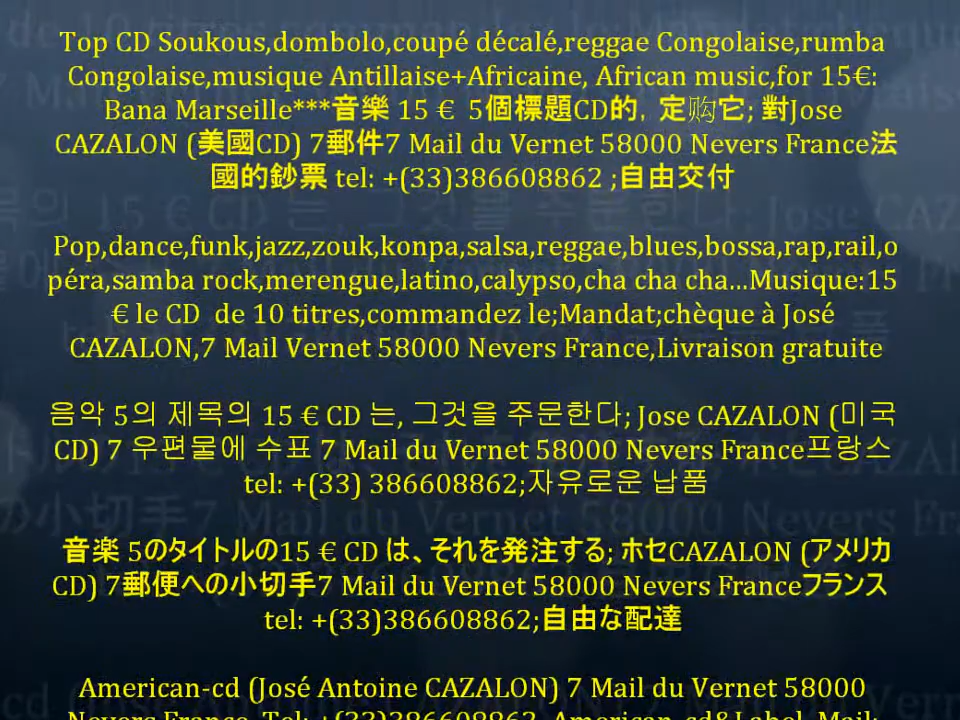 Top CD Soukous,dombolo,coupé décalé,reggae Congolaise,rumba
Congolaise,musique Antillaise+Africaine, African music,for 15€:
Bana Marseille***音樂 15 € 5個標題CD的，定购它; 對Jose
CAZALON (美國CD) 7郵件7 Mail du Vernet 58000 Nevers France法
國的鈔票 tel: +(33)386608862 ;自由交付
Pop,dance,funk,jazz,zouk,konpa,salsa,reggae,blues,bossa,rap,rail,o
péra,samba rock,merengue,latino,calypso,cha cha cha...Musique:15
€ le CD de 10 titres,commandez le;Mandat;chèque à José
CAZALON,7 Mail Vernet 58000 Nevers France,Livraison gratuite
음악 5의 제목의 15 € CD 는, 그것을 주문한다; Jose CAZALON (미국
CD) 7 우편물에 수표 7 Mail du Vernet 58000 Nevers France프랑스
tel: +(33) 386608862;자유로운 납품
音楽 5のタイトルの15 € CD は、それを発注する; ホセCAZALON (アメリカ
CD) 7郵便への小切手7 Mail du Vernet 58000 Nevers Franceフランス
tel: +(33)386608862;自由な配達
American-cd (José Antoine CAZALON) 7 Mail du Vernet 58000
Nevers France Tel: +(33)386608862 American-cd&Label Mail: